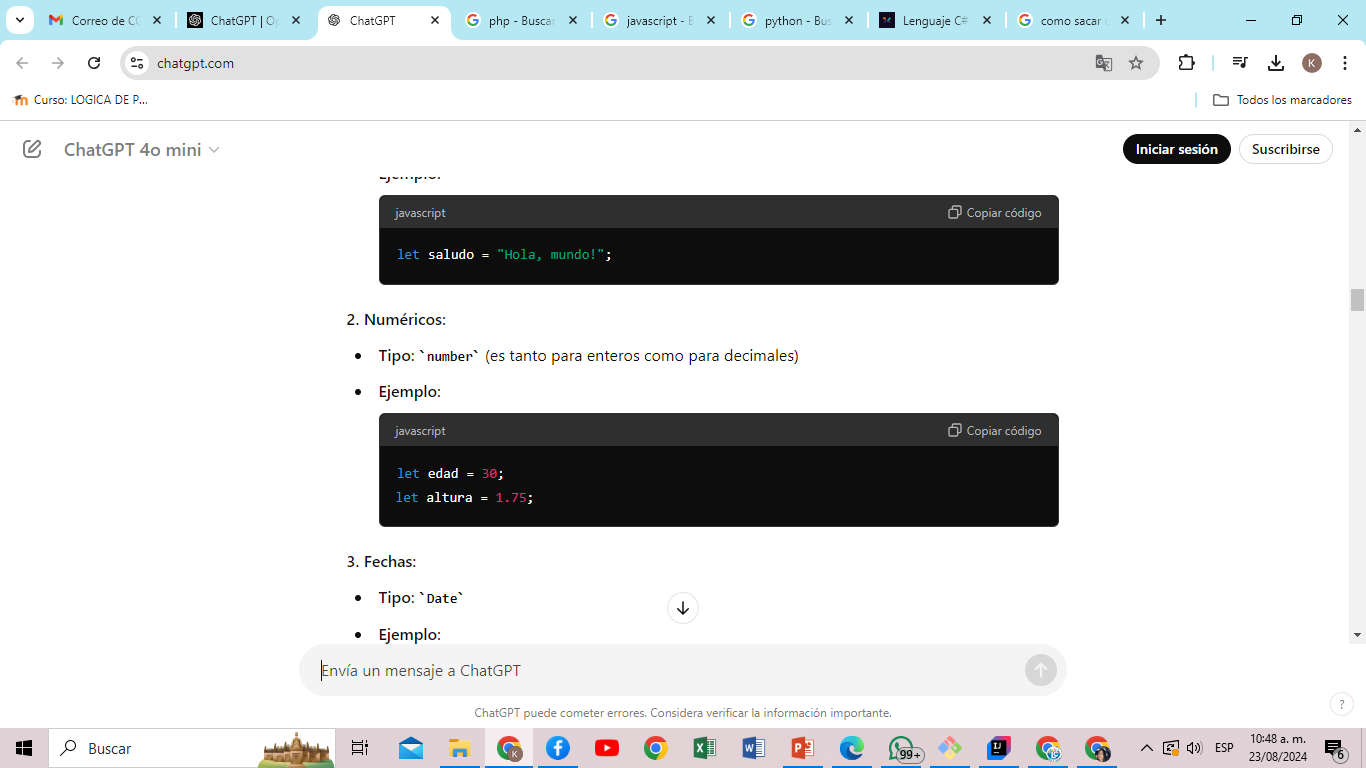 Correo de CC
ChatGPT | Op
ChatGPT
php - Buscar
javascript - B
python - Bus
Lenguaje C#
como sacar c
chatgpt.com
K
Curso: LOGICA DE P...
Todos los marcadores
ChatGPT 4o mini
Iniciar sesión
Suscribirse
Ejemplo:
javascript
Copiar código
let saludo = "Hola, mundo!";
2. Numéricos:
• Tipo: `number` (es tanto para enteros como para decimales)
• Ejemplo:
javascript
Copiar código
let edad = 30;
let altura = 1.75;
3. Fechas:
• Tipo: `Date`
• Ejemplo:
Envía un mensaje a ChatGPT
ChatGPT puede cometer errores. Considera verificar la información importante.
?
Buscar
99+
ESP
10:48 a. m.
23/08/2024
6